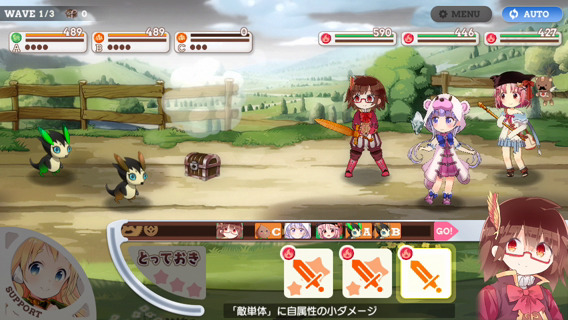 WAVE 1/3 0
MENU
AUTO
489 489 0 590 446 427
A B C
C A B GO!
とっておき
SUPPORT
「敵単体」に自属性の小ダメージ